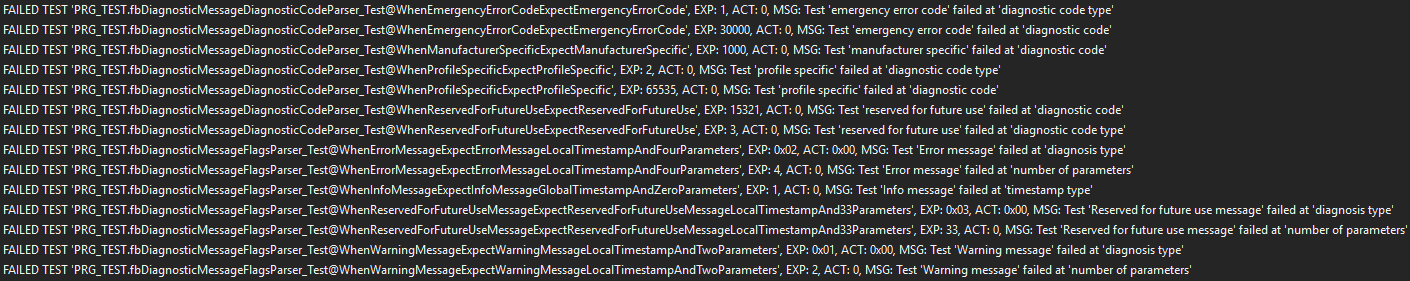 FAILED TEST 'PRG_TEST.fbDiagnosticMessageDiagnosticCodeParser_Test@WhenEmergencyErrorCodeExpectEmergencyErrorCode', EXP: 1, ACT: 0, MSG: Test 'emergency error code' failed at 'diagnostic code type'
FAILED TEST 'PRG_TEST.fbDiagnosticMessageDiagnosticCodeParser_Test@WhenEmergencyErrorCodeExpectEmergencyErrorCode', EXP: 30000, ACT: 0, MSG: Test 'emergency error code' failed at 'diagnostic code'
FAILED TEST 'PRG_TEST.fbDiagnosticMessageDiagnosticCodeParser_Test@WhenManufacturerSpecificExpectManufacturerSpecific', EXP: 1000, ACT: 0, MSG: Test 'manufacturer specific' failed at 'diagnostic code'
FAILED TEST 'PRG_TEST.fbDiagnosticMessageDiagnosticCodeParser_Test@WhenProfileSpecificExpectProfileSpecific', EXP: 2, ACT: 0, MSG: Test 'profile specific' failed at 'diagnostic code type'
FAILED TEST 'PRG_TEST.fbDiagnosticMessageDiagnosticCodeParser_Test@WhenProfileSpecificExpectProfileSpecific', EXP: 65535, ACT: 0, MSG: Test 'profile specific' failed at 'diagnostic code'
FAILED TEST 'PRG_TEST.fbDiagnosticMessageDiagnosticCodeParser_Test@WhenReservedForFutureUseExpectReservedForFutureUse', EXP: 15321, ACT: 0, MSG: Test 'reserved for future use' failed at 'diagnostic code'
FAILED TEST 'PRG_TEST.fbDiagnosticMessageDiagnosticCodeParser_Test@WhenReservedForFutureUseExpectReservedForFutureUse', EXP: 3, ACT: 0, MSG: Test 'reserved for future use' failed at 'diagnostic code type'
FAILED TEST 'PRG_TEST.fbDiagnosticMessageFlagsParser_Test@WhenErrorMessageExpectErrorMessageLocalTimestampAndFourParameters', EXP: 0x02, ACT: 0x00, MSG: Test 'Error message' failed at 'diagnosis type'
FAILED TEST 'PRG_TEST.fbDiagnosticMessageFlagsParser_Test@WhenErrorMessageExpectErrorMessageLocalTimestampAndFourParameters', EXP: 4, ACT: 0, MSG: Test 'Error message' failed at 'number of parameters'
FAILED TEST 'PRG_TEST.fbDiagnosticMessageFlagsParser_Test@WhenInfoMessageExpectInfoMessageGlobalTimestampAndZeroParameters', EXP: 1, ACT: 0, MSG: Test 'Info message' failed at 'timestamp type'
FAILED TEST 'PRG_TEST.fbDiagnosticMessageFlagsParser_Test@WhenReservedForFutureUseMessageExpectReservedForFutureUseMessageLocalTimestampAnd33Parameters', EXP: 0x03, ACT: 0x00, MSG: Test 'Reserved for future use message' failed at 'diagnosis type'
FAILED TEST 'PRG_TEST.fbDiagnosticMessageFlagsParser_Test@WhenReservedForFutureUseMessageExpectReservedForFutureUseMessageLocalTimestampAnd33Parameters', EXP: 33, ACT: 0, MSG: Test 'Reserved for future use message' failed at 'number of parameters'
FAILED TEST 'PRG_TEST.fbDiagnosticMessageFlagsParser_Test@WhenWarningMessageExpectWarningMessageLocalTimestampAndTwoParameters', EXP: 0x01, ACT: 0x00, MSG: Test 'Warning message' failed at 'diagnosis type'
FAILED TEST 'PRG_TEST.fbDiagnosticMessageFlagsParser_Test@WhenWarningMessageExpectWarningMessageLocalTimestampAndTwoParameters', EXP: 2, ACT: 0, MSG: Test 'Warning message' failed at 'number of parameters'